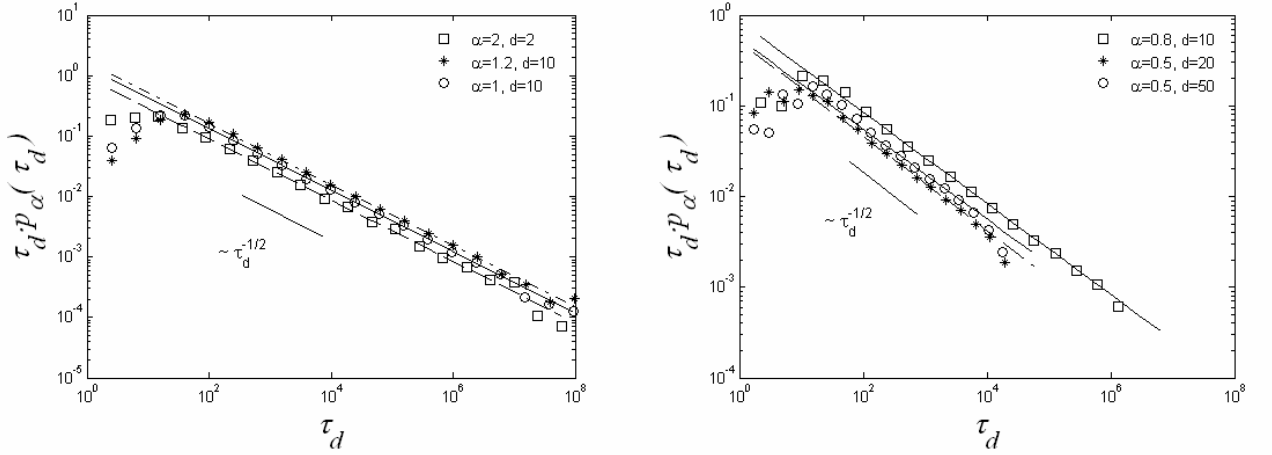 10^1
10^0
10^-1
10^-2
10^-3
10^-4
10^-5
10^0 10^2 10^4 10^6 10^8
τ_d·p_α(τ_d)
τ_d
α=2, d=2
α=1.2, d=10
α=1, d=10
~ τ_d^-1/2
10^0
10^-1
10^-2
10^-3
10^-4
10^0 10^2 10^4 10^6 10^8
τ_d·p_α(τ_d)
τ_d
α=0.8, d=10
α=0.5, d=20
α=0.5, d=50
~ τ_d^-1/2